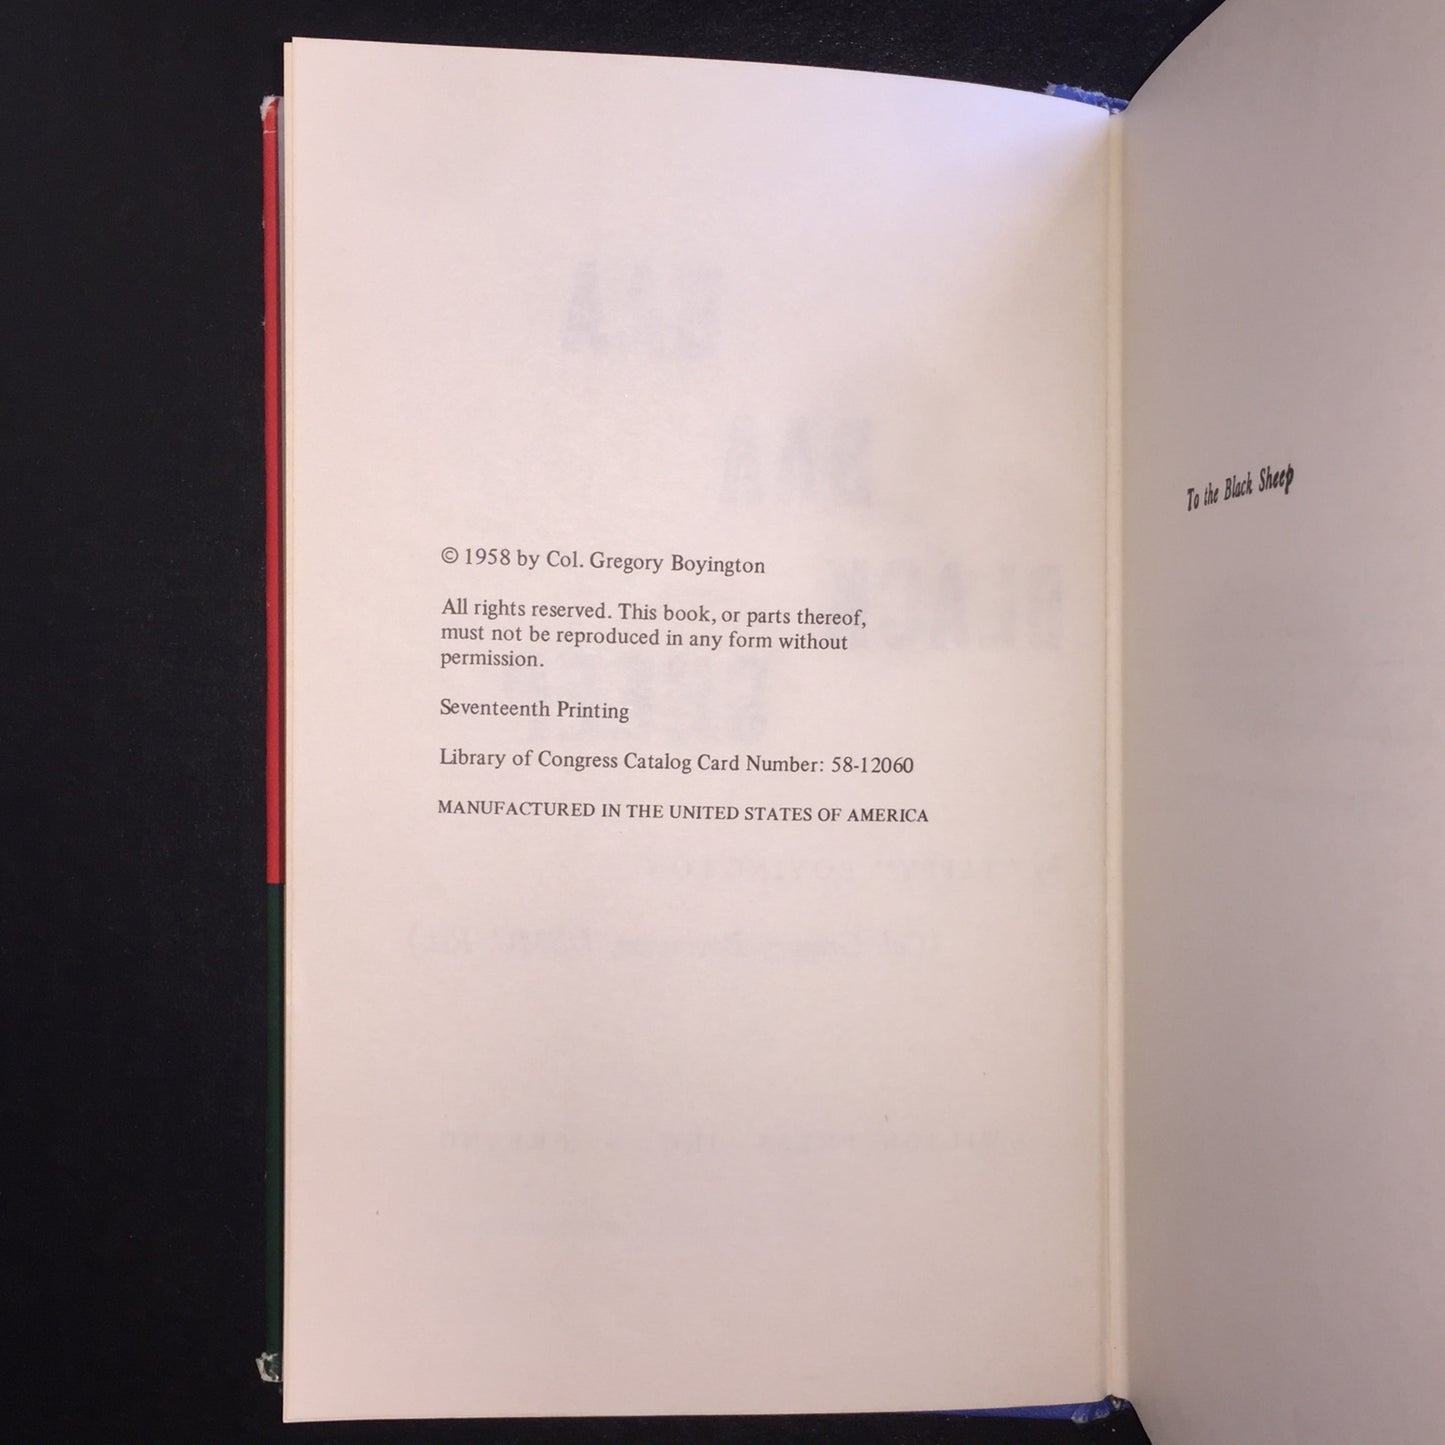 © 1958 by Col. Gregory Boyington
All rights reserved. This book, or parts thereof,
must not be reproduced in any form without
permission.
Seventeenth Printing
Library of Congress Catalog Card Number: 58-12060
MANUFACTURED IN THE UNITED STATES OF AMERICA
To the Black Sheep